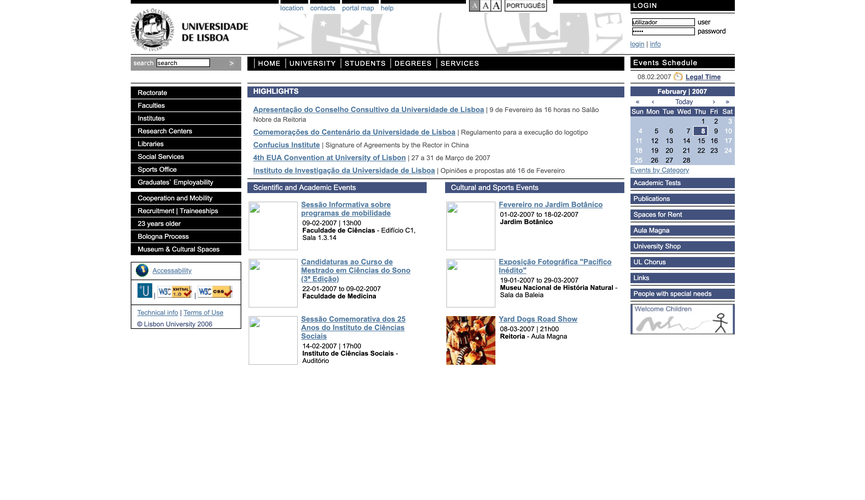 location contacts portal map help
A A A PORTUGUÊS
LOGIN
UNIVERSIDADE
DE LISBOA
utilizador user
••••• password
login | info
search search >
HOME UNIVERSITY STUDENTS DEGREES SERVICES
Events Schedule
08.02.2007 Legal Time
Rectorate
Faculties
Institutes
Research Centers
Libraries
Social Services
Sports Office
Graduates´ Employability
Cooperation and Mobility
Recruitment | Traineeships
23 years older
Bologna Process
Museum & Cultural Spaces
Accessability
U W3C XHTML 1.0 W3C CSS
Technical info | Terms of Use
© Lisbon University 2006
HIGHLIGHTS
Apresentação do Conselho Consultivo da Universidade de Lisboa | 9 de Fevereiro às 16 horas no Salão
Nobre da Reitoria
Comemorações do Centenário da Universidade de Lisboa | Regulamento para a execução do logotipo
Confucius Institute | Signature of Agreements by the Rector in China
4th EUA Convention at University of Lisbon | 27 a 31 de Março de 2007
Instituto de Investigação da Universidade de Lisboa | Opiniões e propostas até 16 de Fevereiro
Scientific and Academic Events
Sessão Informativa sobre
programas de mobilidade
09-02-2007 | 13h00
Faculdade de Ciências - Edifício C1,
Sala 1.3.14
Candidaturas ao Curso de
Mestrado em Ciências do Sono
(3ª Edição)
22-01-2007 to 09-02-2007
Faculdade de Medicina
Sessão Comemorativa dos 25
Anos do Instituto de Ciências
Sociais
14-02-2007 | 17h00
Instituto de Ciências Sociais -
Auditório
Cultural and Sports Events
Fevereiro no Jardim Botânico
01-02-2007 to 18-02-2007
Jardim Botânico
Exposição Fotográfica "Pacífico
Inédito"
19-01-2007 to 29-03-2007
Museu Nacional de História Natural -
Sala da Baleia
Yard Dogs Road Show
08-03-2007 | 21h00
Reitoria - Aula Magna
February | 2007
« ‹ Today › »
Sun Mon Tue Wed Thu Fri Sat
1 2 3
4 5 6 7 8 9 10
11 12 13 14 15 16 17
18 19 20 21 22 23 24
25 26 27 28
Events by Category
Academic Tests
Publications
Spaces for Rent
Aula Magna
University Shop
UL Chorus
Links
People with special needs
Welcome Children